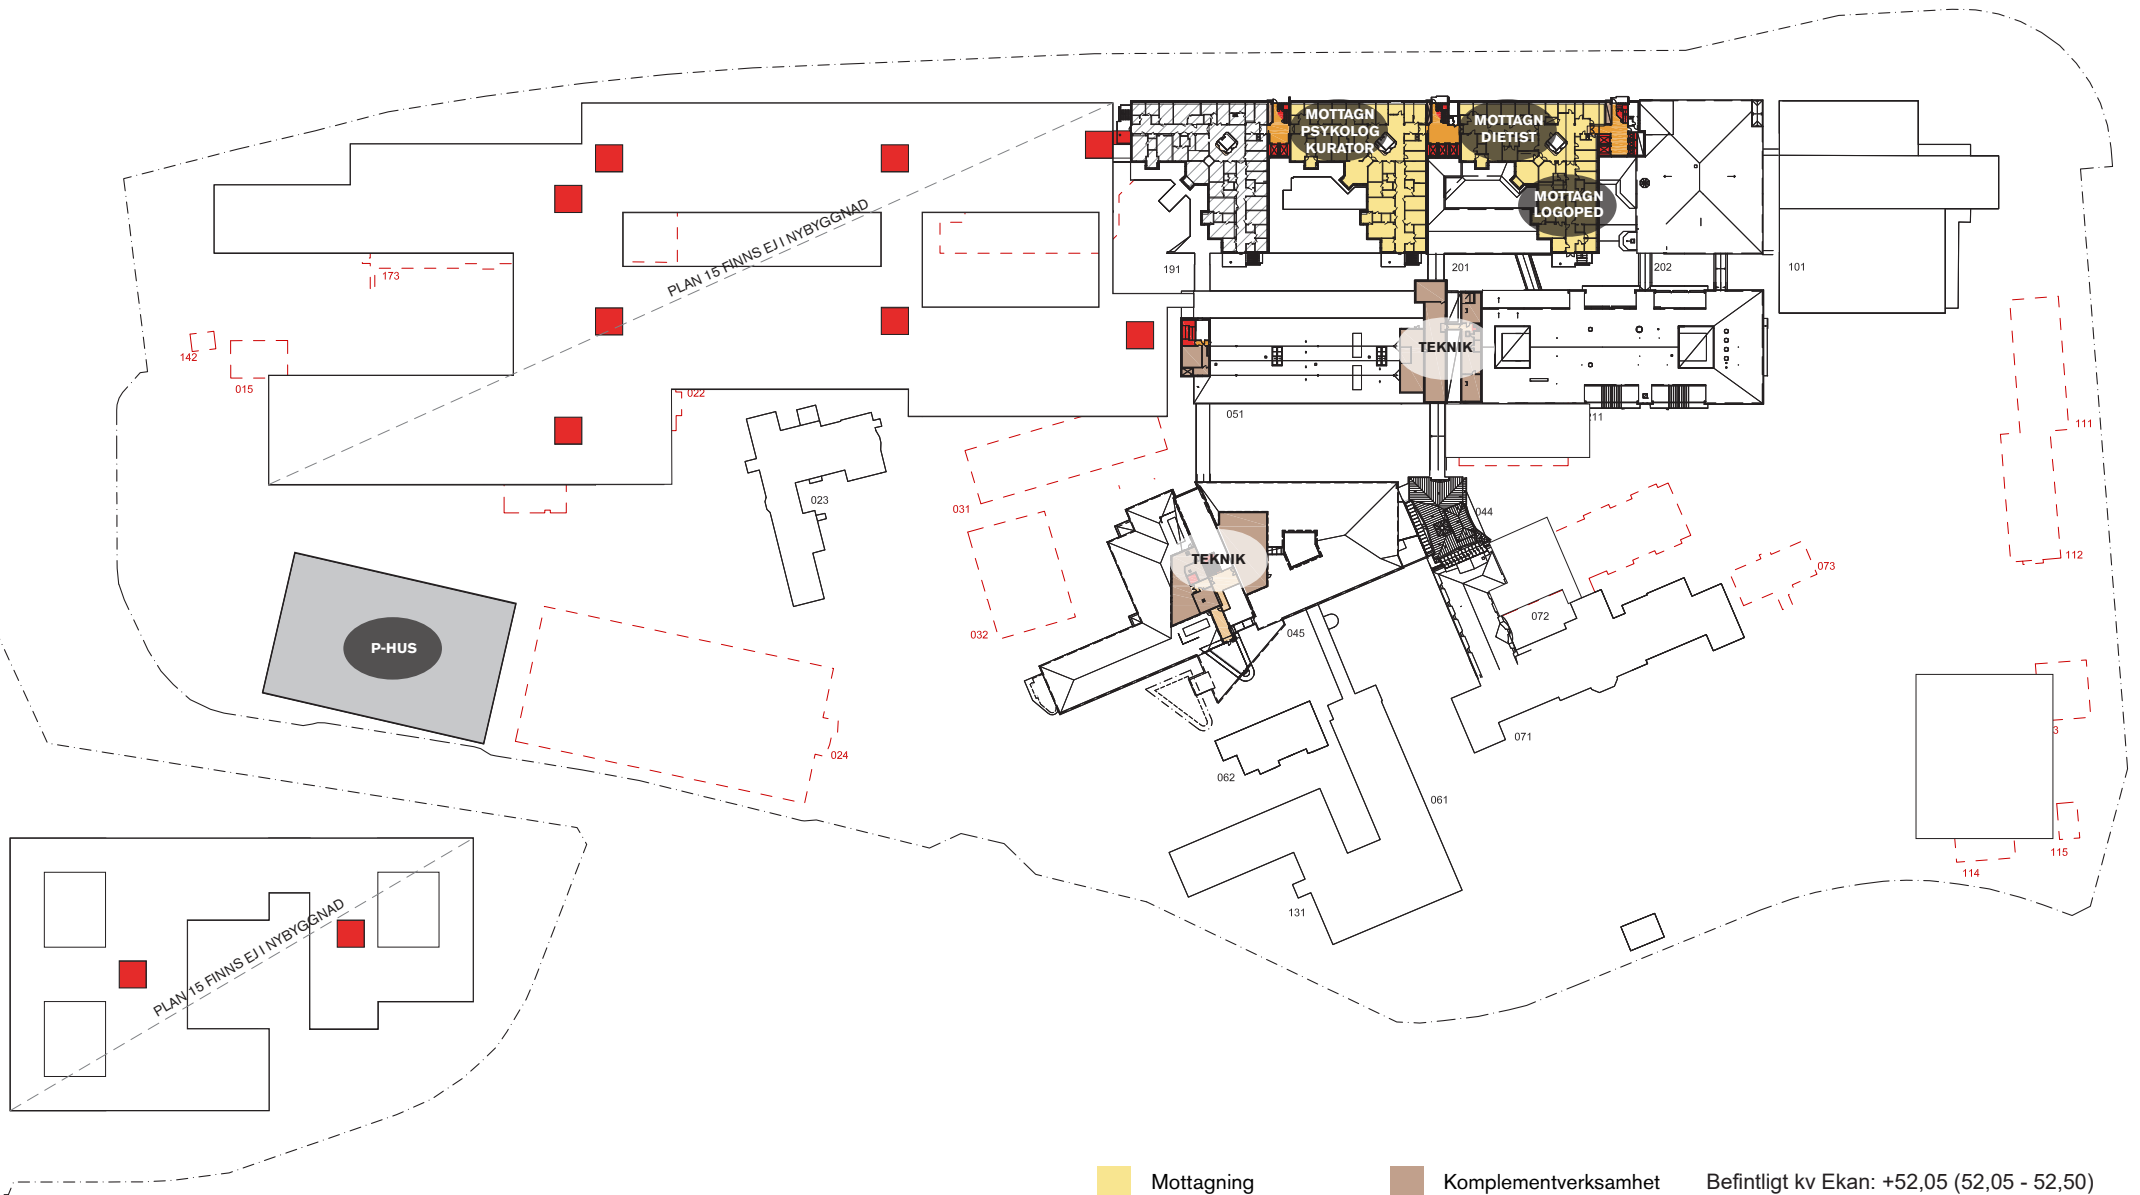 MOTTAGN
PSYKOLOG
KURATOR
MOTTAGN
DIETIST
MOTTAGN
LOGOPED
PLAN 15 FINNS EJ I NYBYGGNAD
173
191
201
202
101
142
015
022
TEKNIK
051
211
111
023
031
044
112
TEKNIK
073
072
032
045
P-HUS
071
3
024
062
061
115
114
131
PLAN 15 FINNS EJ I NYBYGGNAD
Mottagning
Komplementverksamhet
Befintligt kv Ekan: +52,05 (52,05 - 52,50)